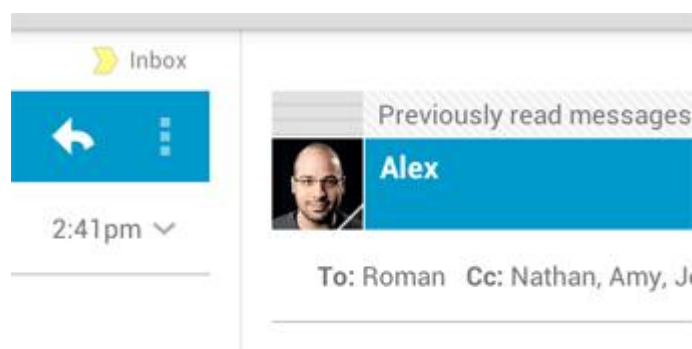 Inbox
Previously read messages
Alex
2:41pm
To: Roman Cc: Nathan, Amy,